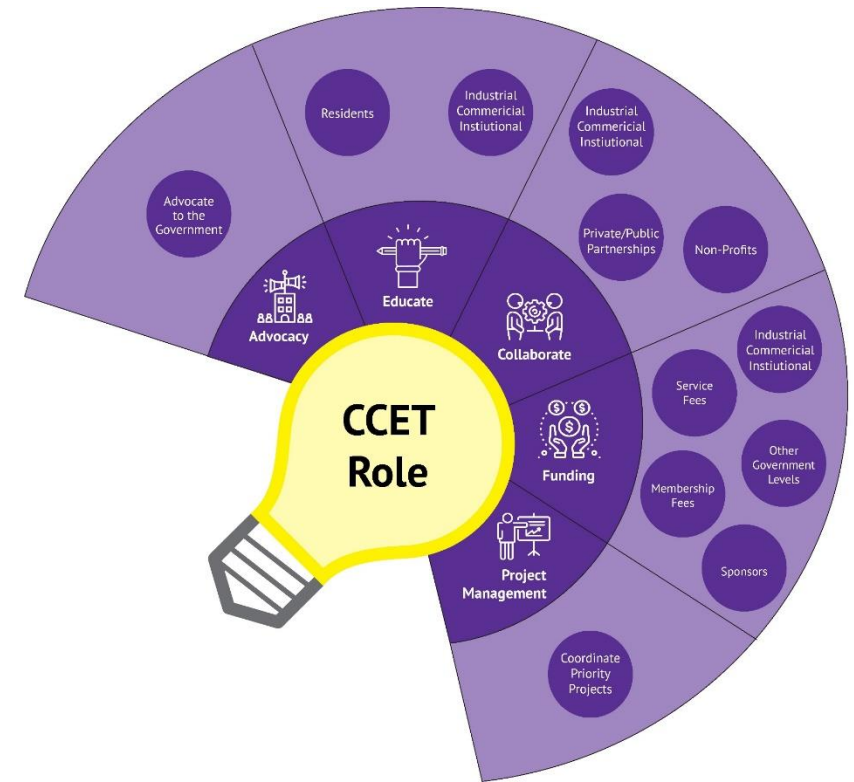 CCET
Role
Advocacy
Advocate
to the
Government
Educate
Residents
Industrial
Commericial
Instiutional
Collaborate
Industrial
Commericial
Instiutional
Private/Public
Partnerships
Non-Profits
Funding
Industrial
Commericial
Instiutional
Service
Fees
Other
Government
Levels
Membership
Fees
Sponsors
Project
Management
Coordinate
Priority
Projects